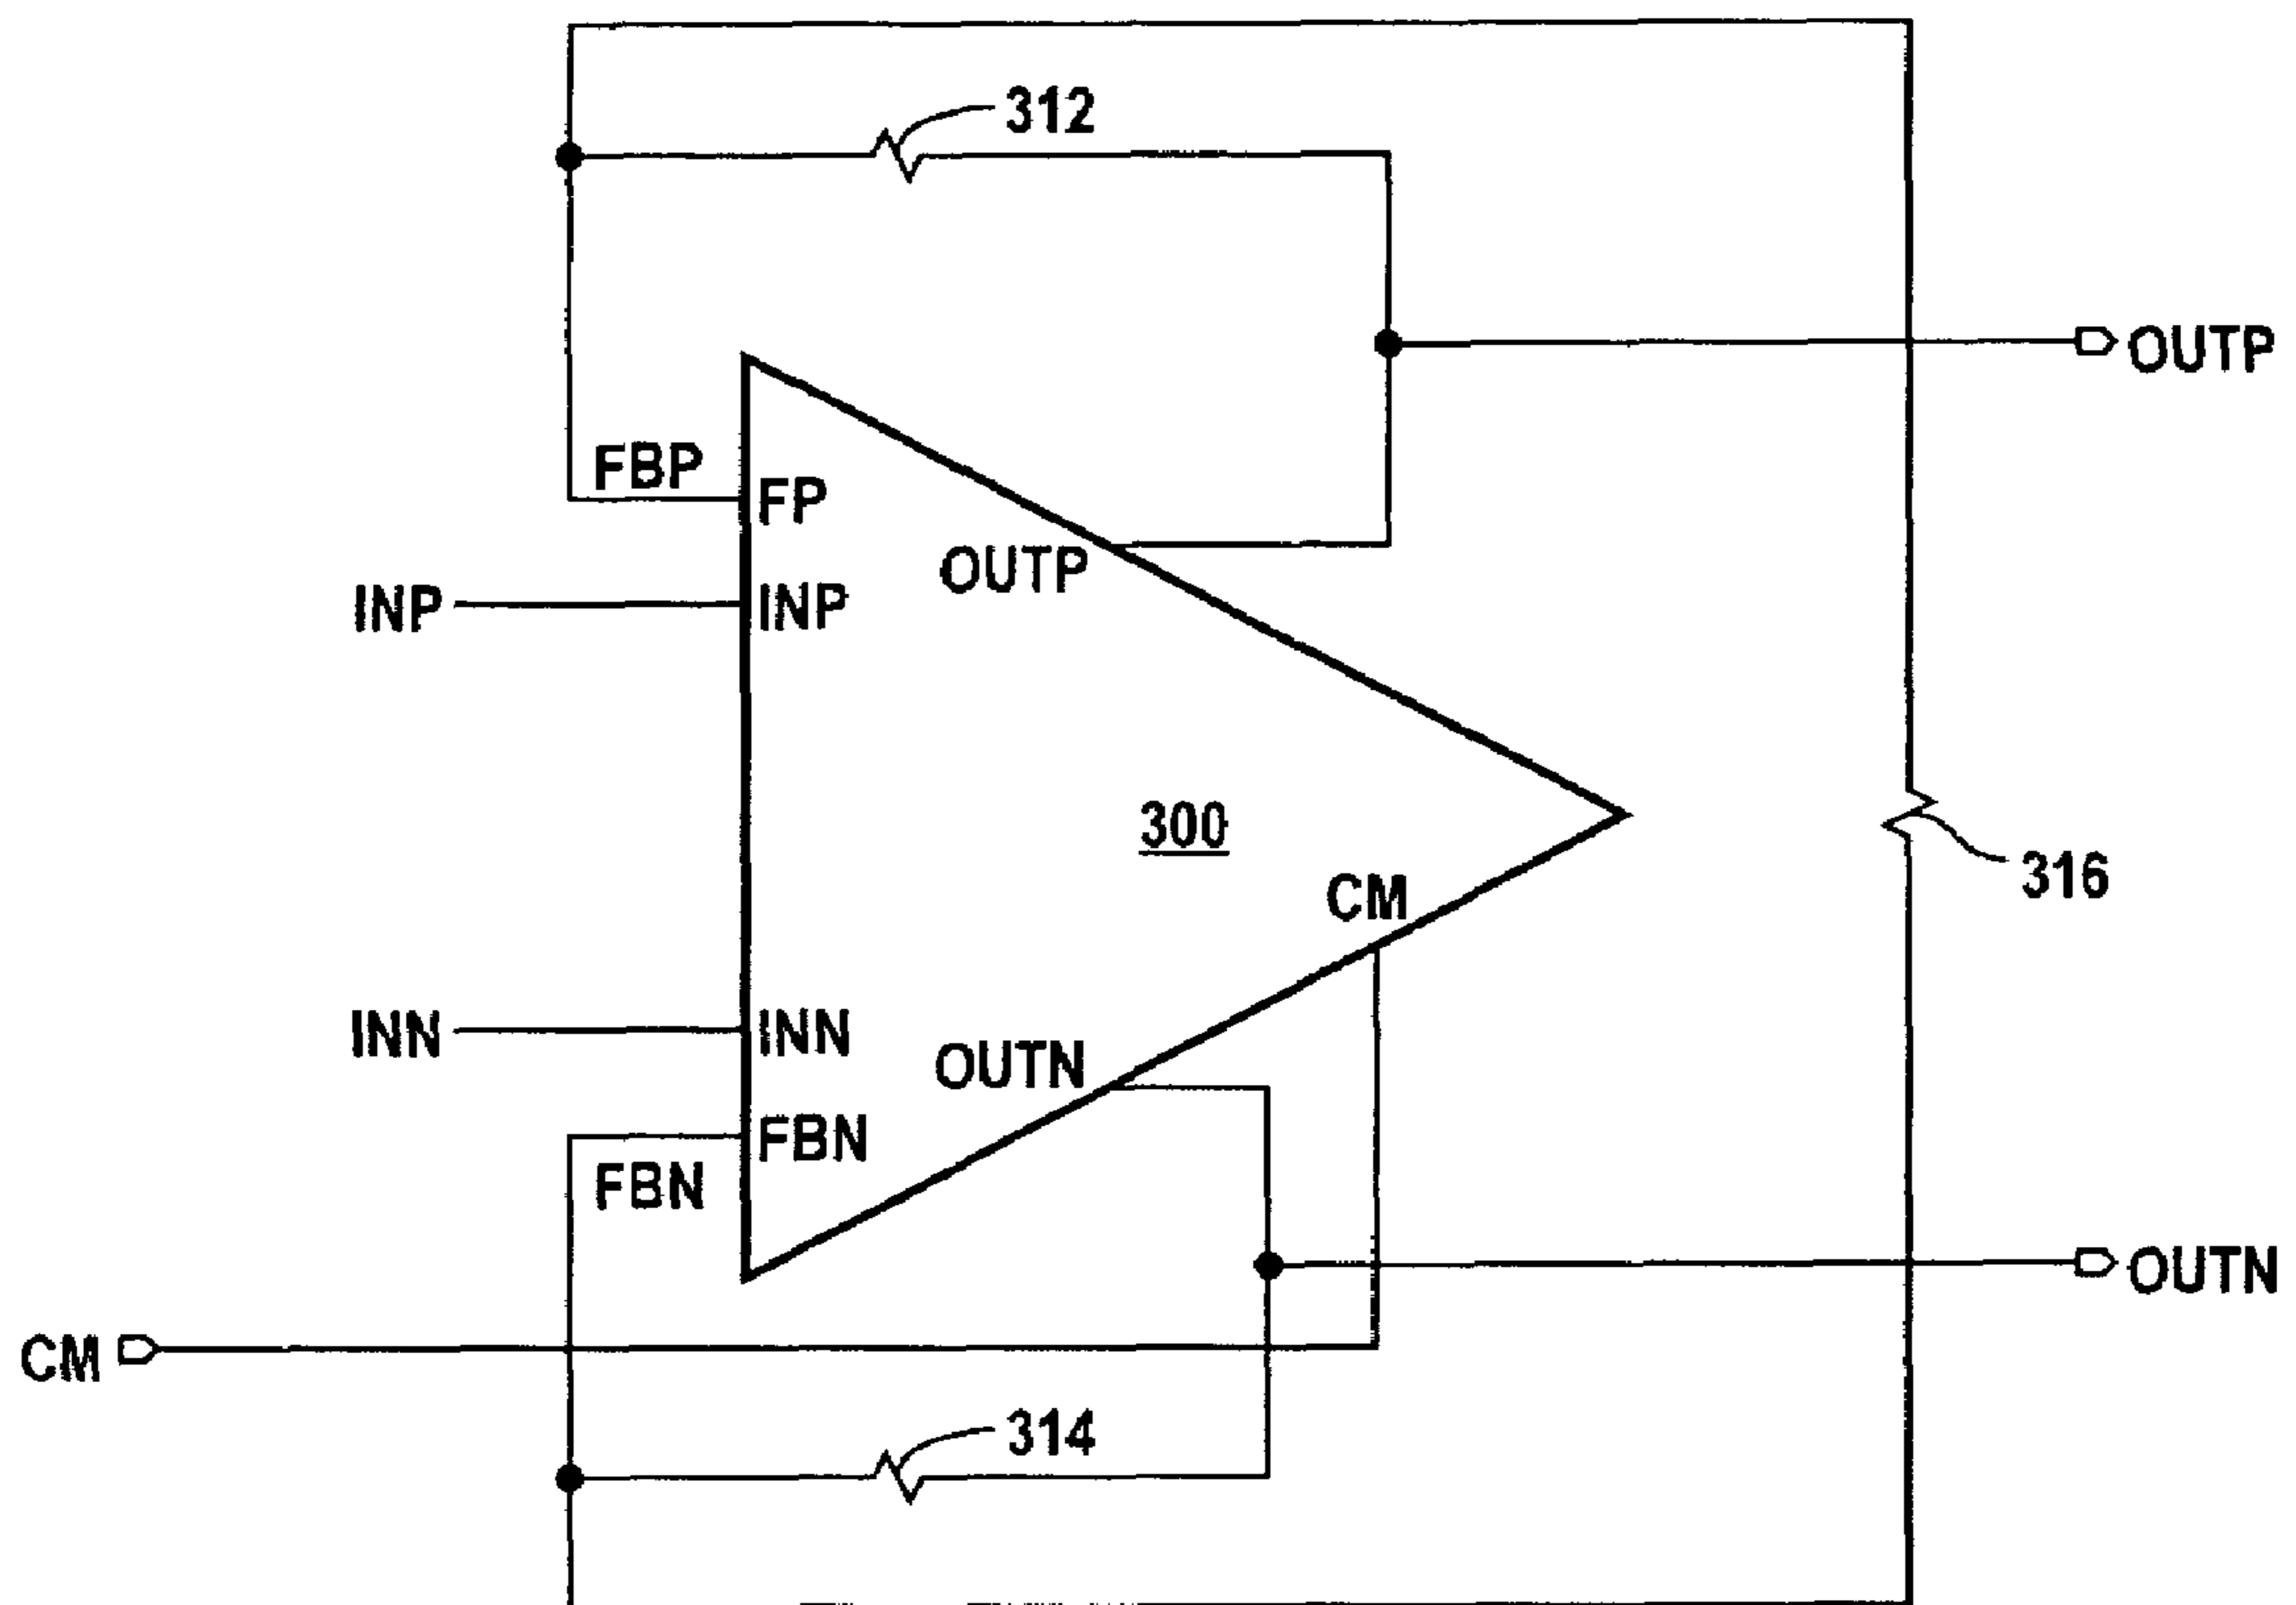 312
OUTP
FBP
FP
OUTP
INP
INP
300
316
CM
INN
INN
OUTN
FBN
FBN
OUTN
CM
314